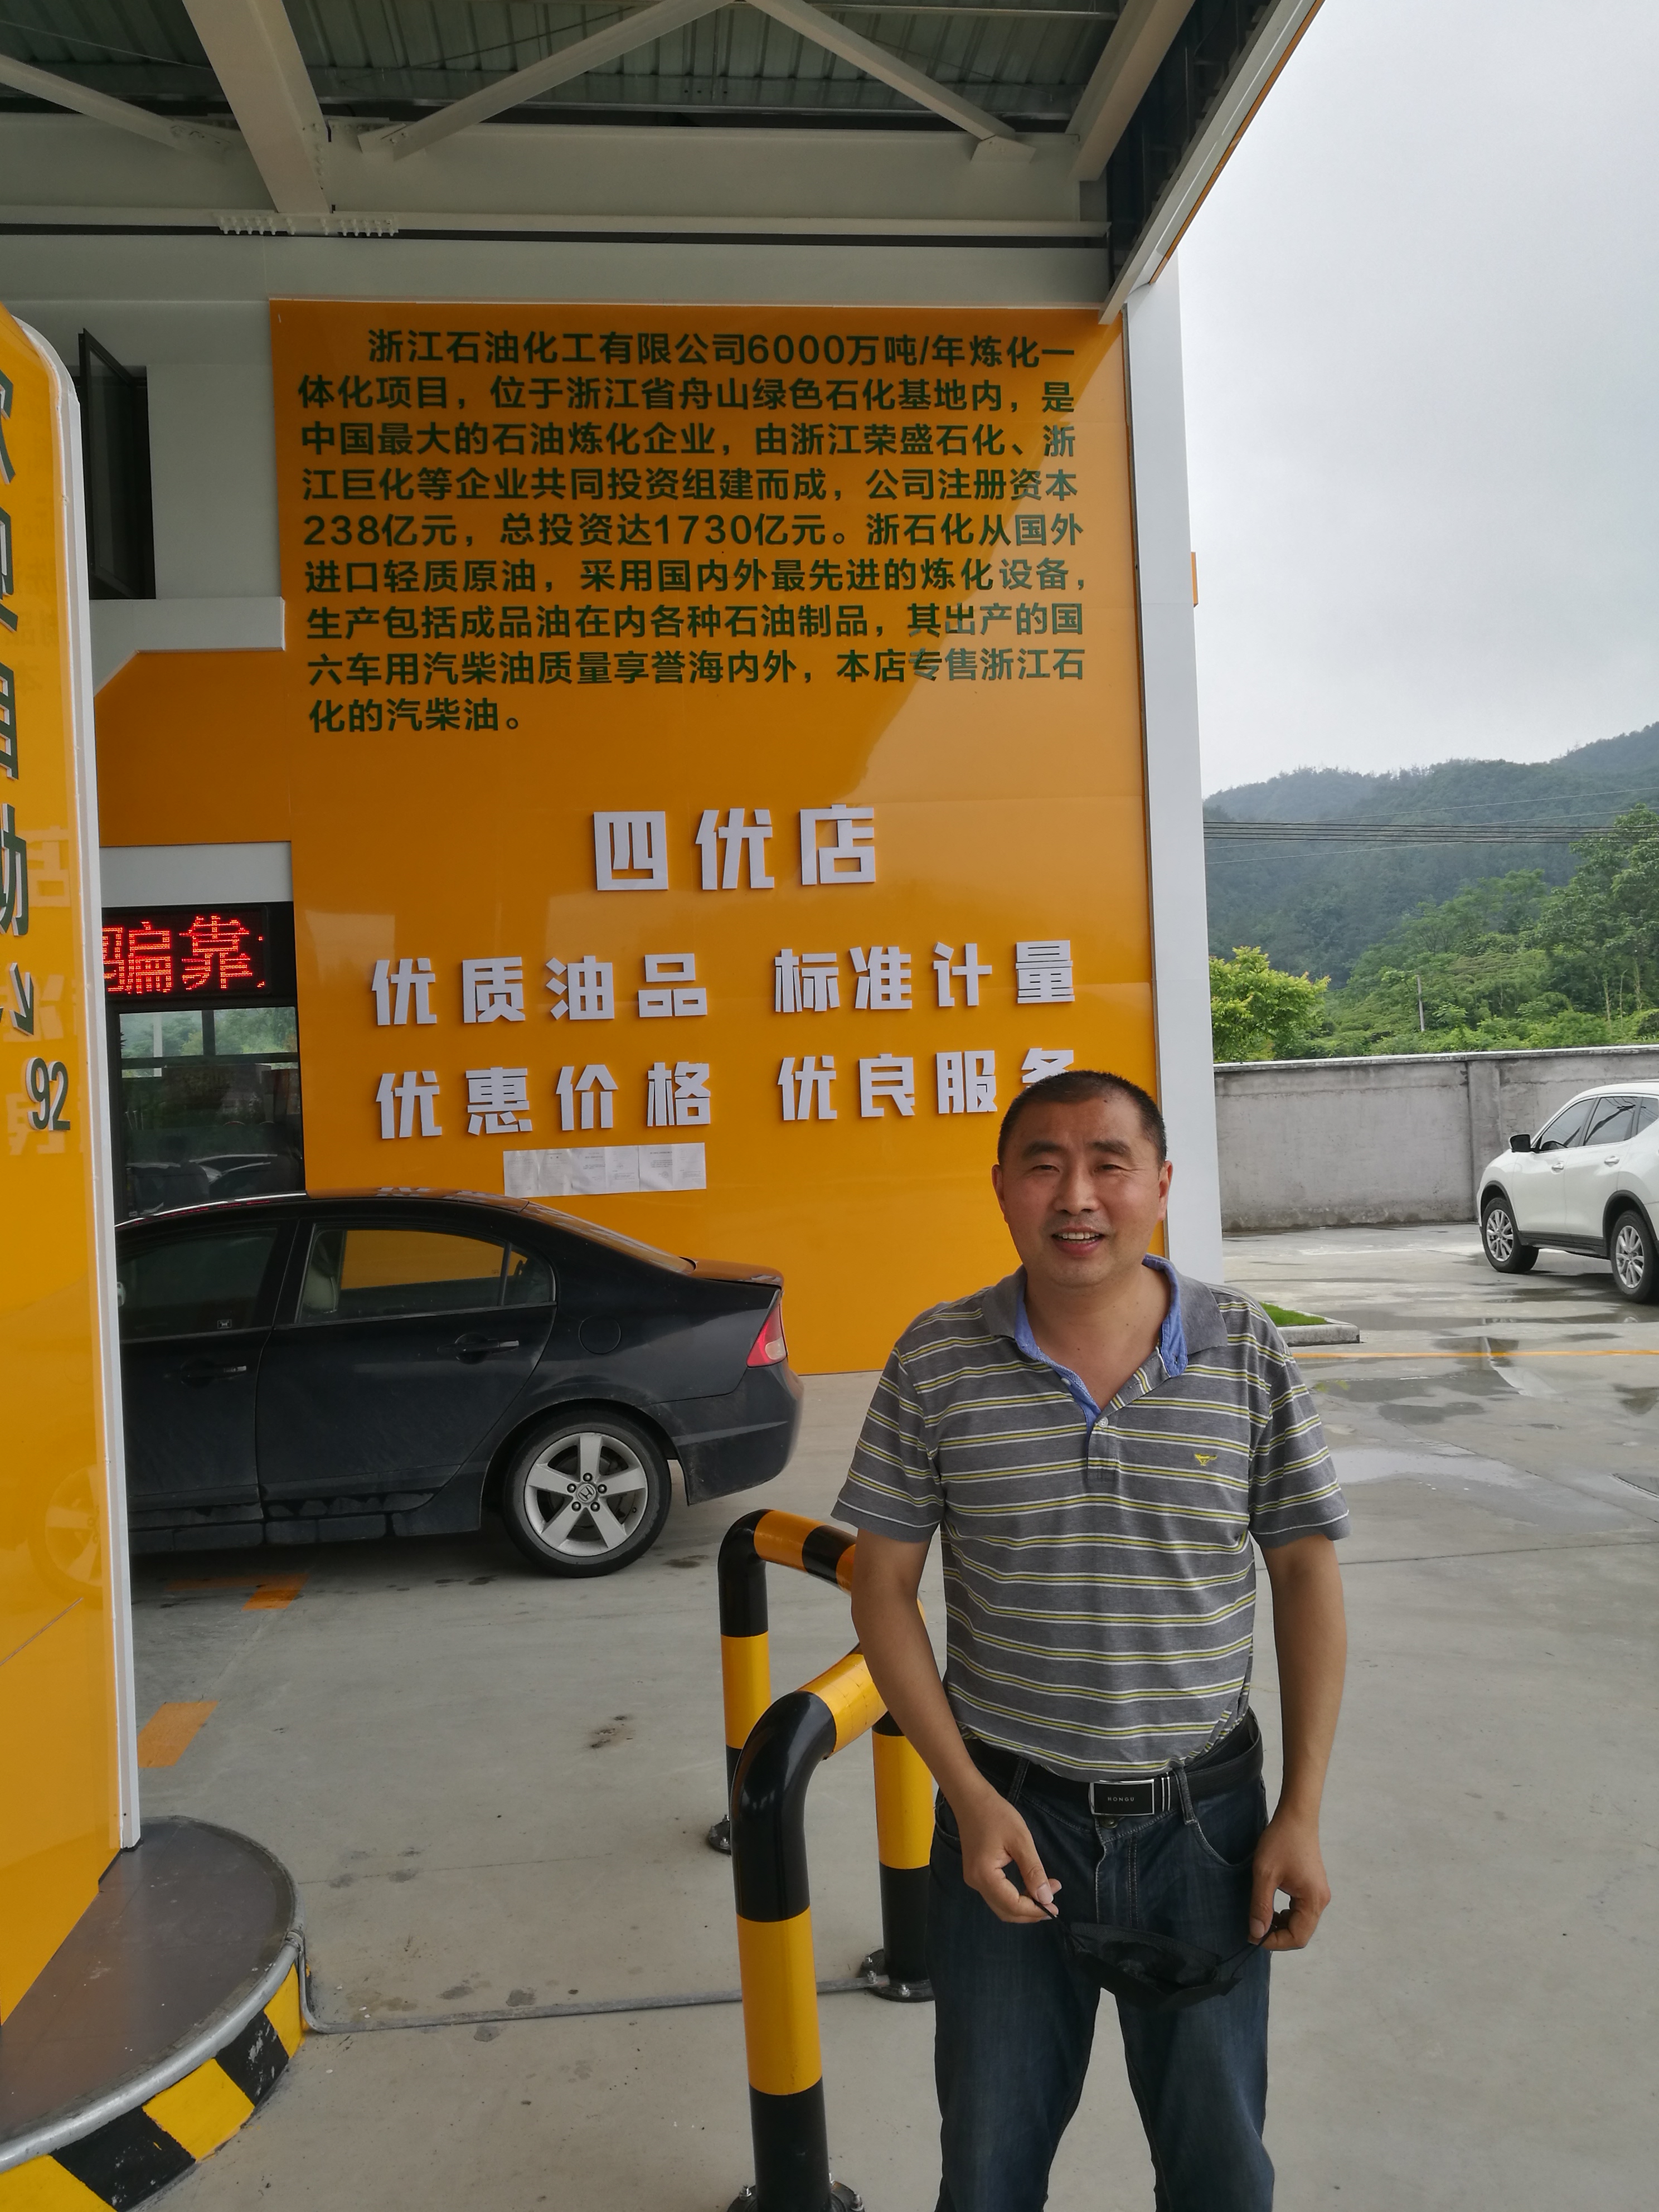 浙江石油化工有限公司6000万吨/年炼化一
体化项目，位于浙江省舟山绿色石化基地内，是
中国最大的石油炼化企业，由浙江荣盛石化、浙
江巨化等企业共同投资组建而成，公司注册资本
238亿元，总投资达1730亿元。浙石化从国外
进口轻质原油，采用国内外最先进的炼化设备，
生产包括成品油在内各种石油制品，其出产的国
六车用汽柴油质量享誉海内外，本店专售浙江石
化的汽柴油。
四优店
优质油品 标准计量
优惠价格 优良服务
骗靠
助
92
HONGU